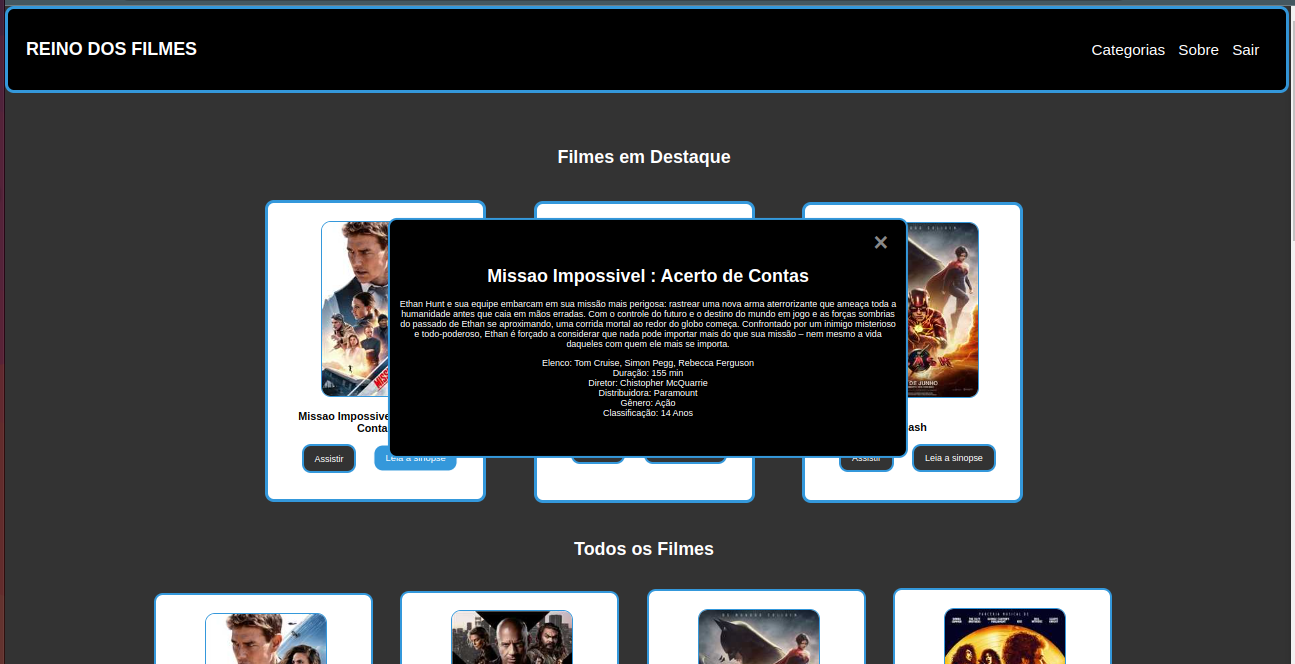 REINO DOS FILMES
Categorias Sobre Sair
Filmes em Destaque
×
Missao Impossivel : Acerto de Contas
Ethan Hunt e sua equipe embarcam em sua missão mais perigosa: rastrear uma nova arma aterrorizante que ameaça toda a
humanidade antes que caia em mãos erradas. Com o controle do futuro e o destino do mundo em jogo e as forças sombrias
do passado de Ethan se aproximando, uma corrida mortal ao redor do globo começa. Confrontado por um inimigo misterioso
e todo-poderoso, Ethan é forçado a considerar que nada pode importar mais do que sua missão – nem mesmo a vida
daqueles com quem ele mais se importa.
Elenco: Tom Cruise, Simon Pegg, Rebecca Ferguson
Duração: 155 min
Diretor: Chistopher McQuarrie
Distribuidora: Paramount
Gênero: Ação
Classificação: 14 Anos
Missao Impossive
Conta
ash
Assistir
Leia a sinopse
Assistir
Leia a sinopse
Todos os Filmes